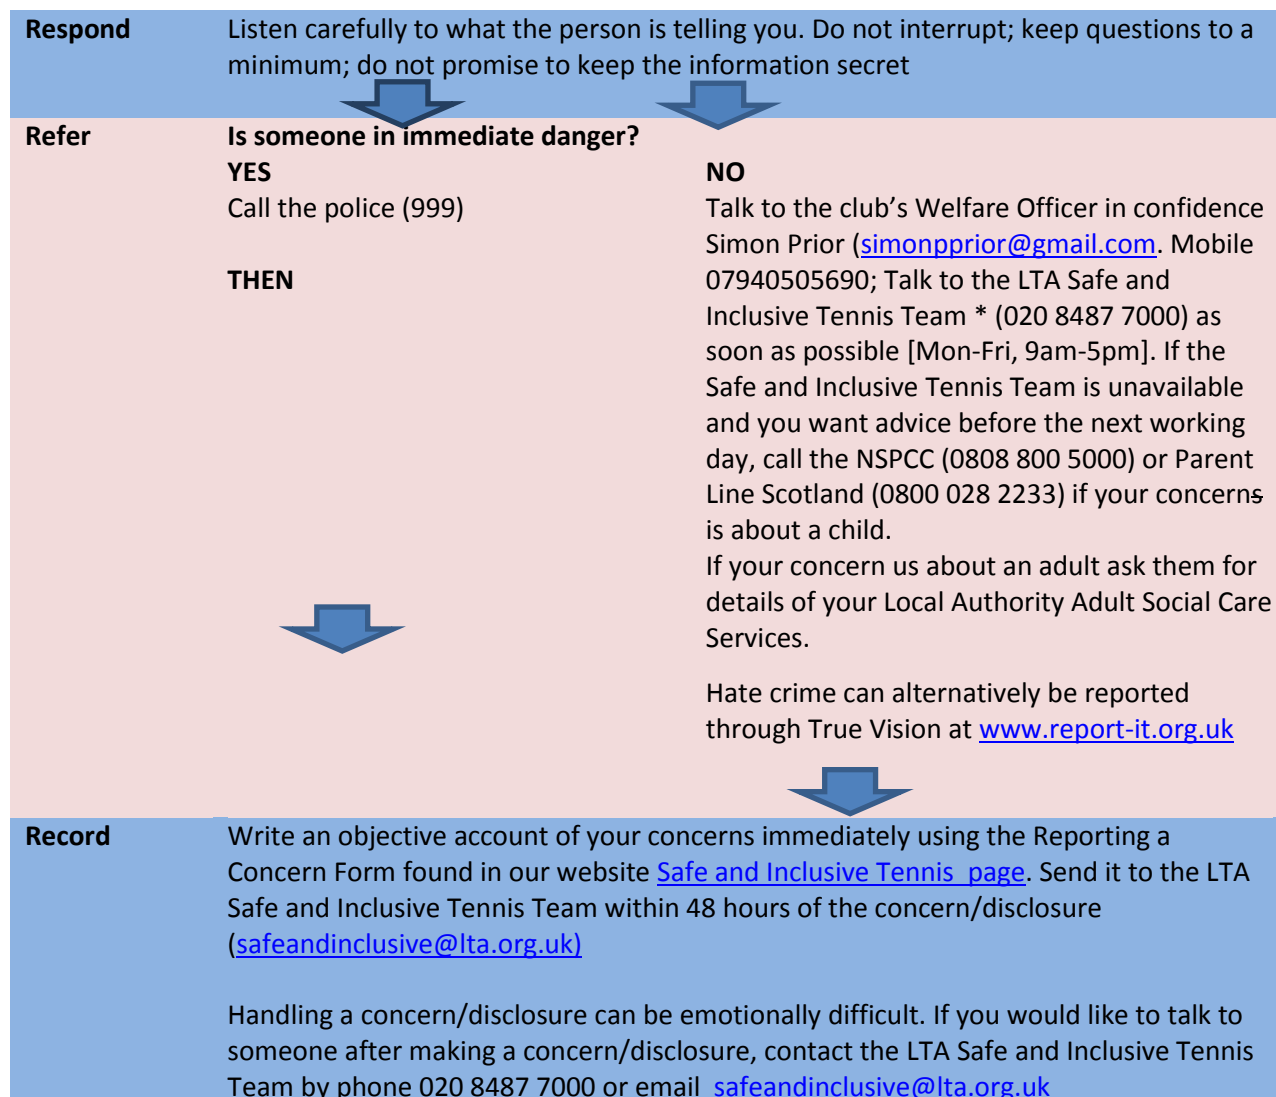 Respond
Listen carefully to what the person is telling you. Do not interrupt; keep questions to a
minimum; do not promise to keep the information secret
Refer
Is someone in immediate danger?
YES
Call the police (999)
THEN
NO
Talk to the club’s Welfare Officer in confidence
Simon Prior (simonpprior@gmail.com. Mobile
07940505690; Talk to the LTA Safe and
Inclusive Tennis Team * (020 8487 7000) as
soon as possible [Mon-Fri, 9am-5pm]. If the
Safe and Inclusive Tennis Team is unavailable
and you want advice before the next working
day, call the NSPCC (0808 800 5000) or Parent
Line Scotland (0800 028 2233) if your concerns
is about a child.
If your concern us about an adult ask them for
details of your Local Authority Adult Social Care
Services.
Hate crime can alternatively be reported
through True Vision at www.report-it.org.uk
Record
Write an objective account of your concerns immediately using the Reporting a
Concern Form found in our website Safe and Inclusive Tennis  page. Send it to the LTA
Safe and Inclusive Tennis Team within 48 hours of the concern/disclosure
(safeandinclusive@lta.org.uk)
Handling a concern/disclosure can be emotionally difficult. If you would like to talk to
someone after making a concern/disclosure, contact the LTA Safe and Inclusive Tennis
Team by phone 020 8487 7000 or email  safeandinclusive@lta.org.uk